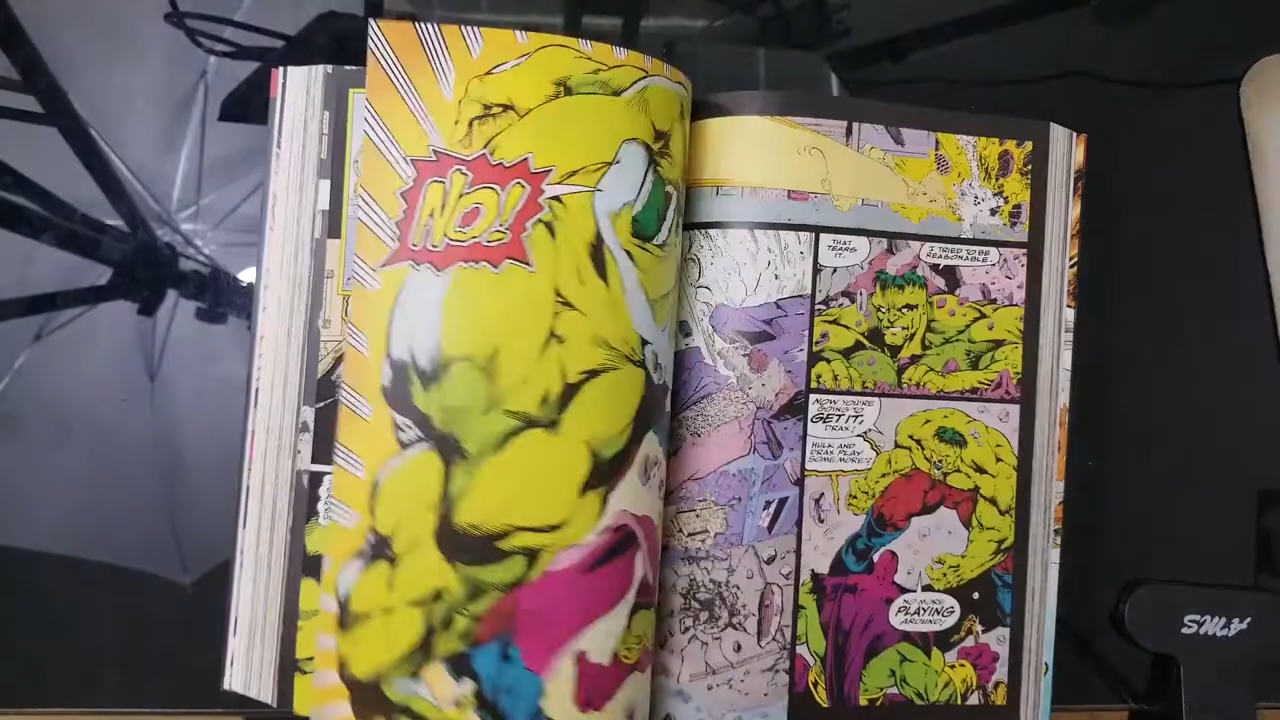 NO!
THAT
TEARS
IT.
I TRIED TO BE
REASONABLE.
NOW YOU'RE
GOING TO
GET IT,
DRAX!
HULK AND
DRAX PLAY
SOME MORE?
NO MORE
PLAYING
AROUND!